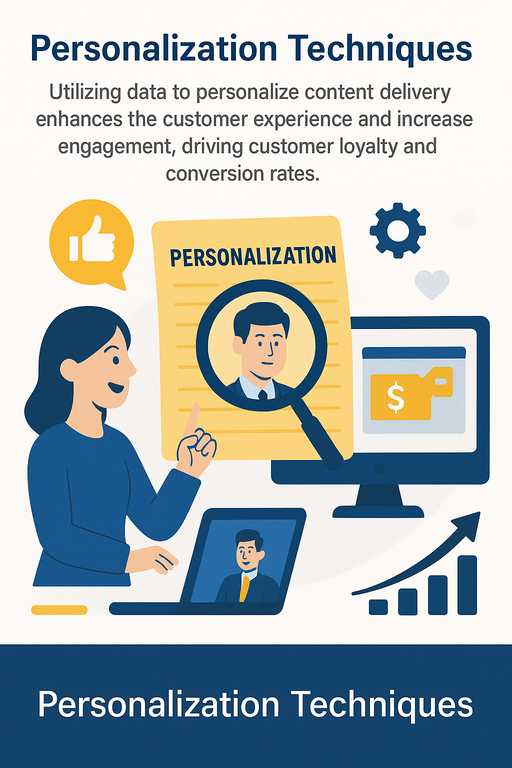 Personalization Techniques
Utilizing data to personalize content delivery
enhances the customer experience and increase
engagement, driving customer loyalty and
conversion rates.
PERSONALIZATION
$
Personalization Techniques